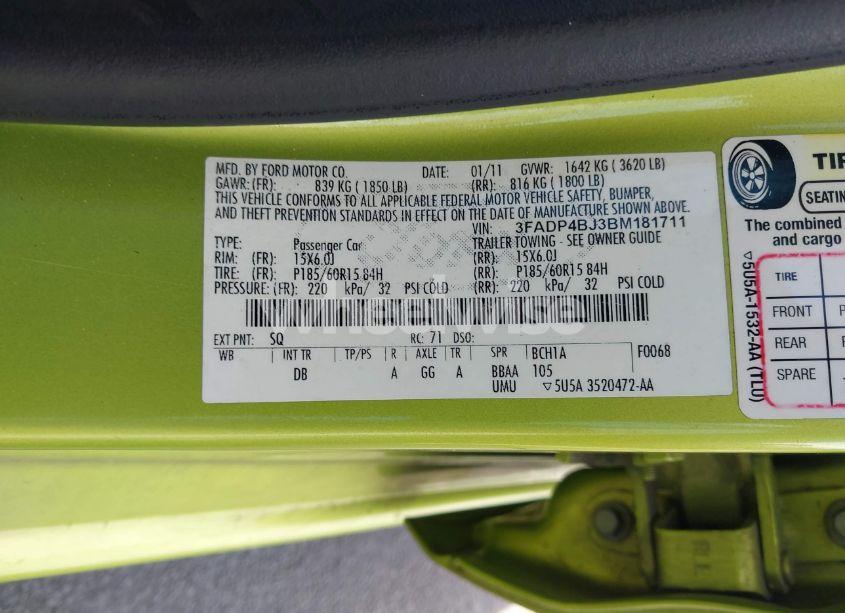 MFD. BY FORD MOTOR CO. DATE: 01/11 GVWR: 1642 KG ( 3620 LB)
GAWR: (FR): 839 KG ( 1850 LB) (RR): 816 KG ( 1800 LB)
THIS VEHICLE CONFORMS TO ALL APPLICABLE FEDERAL MOTOR VEHICLE SAFETY, BUMPER,
AND THEFT PREVENTION STANDARDS IN EFFECT ON THE DATE OF MANUFACTURE SHOWN ABOVE.
VIN: 3FADP4BJ3BM181711
TYPE: Passenger Car TRAILER TOWING - SEE OWNER GUIDE
RIM: (FR): 15X6.0J (RR): 15X6.0J
TIRE: (FR): P185/60R15 84H (RR): P185/60R15 84H
PRESSURE: (FR): 220 kPa/ 32 PSI COLD (RR): 220 kPa/ 32 PSI COLD
WheelWise
EXT PNT: SQ RC: 71 DSO:
WB INT TR TP/PS R AXLE TR SPR BCH1A F0068
DB A GG A BBAA 105
UMU ▽5U5A 3520472-AA
TIR
SEATIN
The combined
and cargo
TIRE
FRONT P
REAR
SPARE
▽5U5A-1532-AA (TLU)